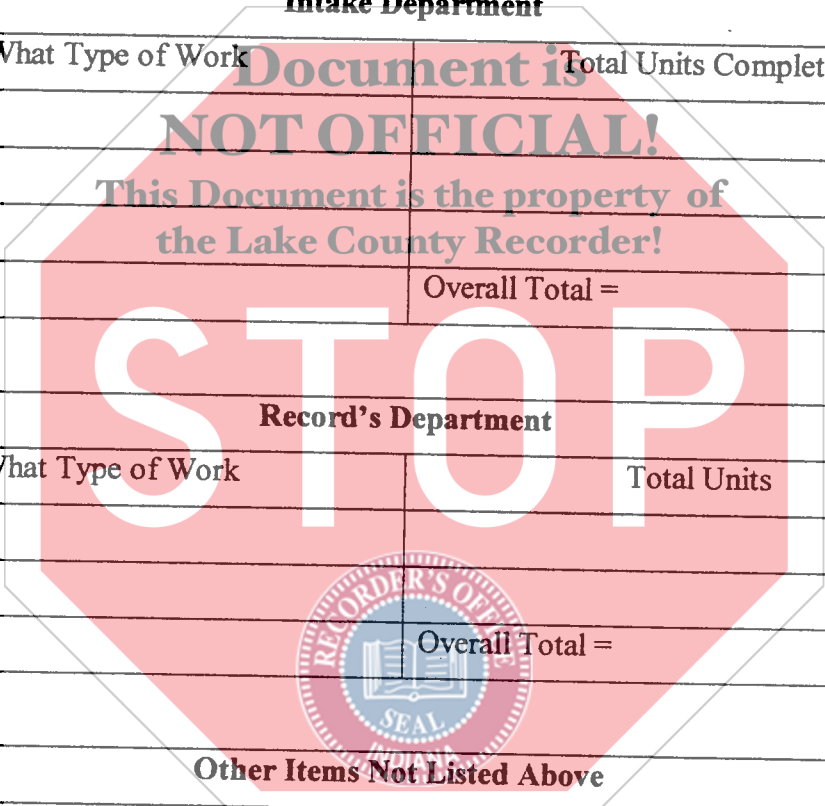 Intake Department
What Type of Work Total Units Complet
Document is
NOT OFFICIAL!
This Document is the property of
the Lake County Recorder!
Overall Total =
STOP
Record's Department
What Type of Work Total Units
RECORDER'S OFFICE
Overall Total =
SEAL
INDIANA
Other Items Not Listed Above